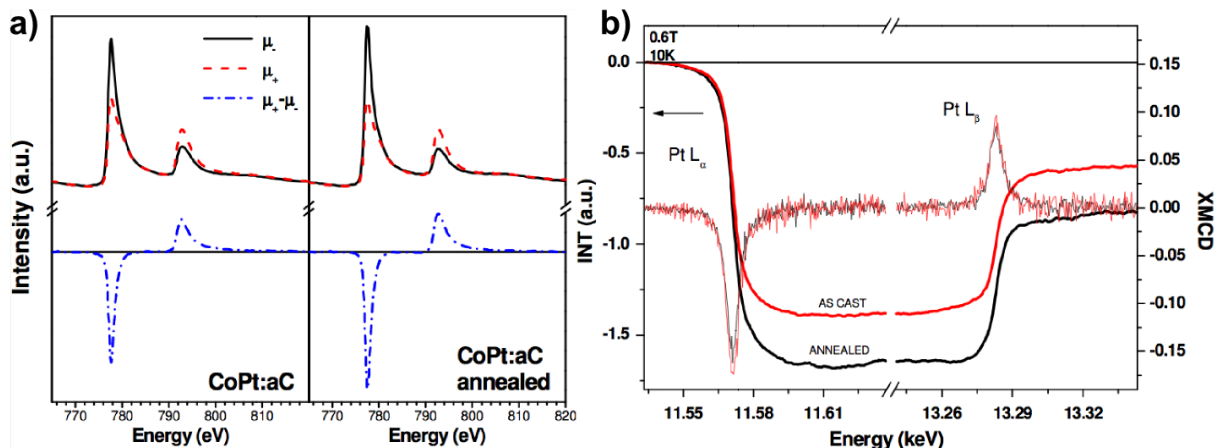 a)
μ-
μ+
μ+-μ-
Intensity (a.u.)
CoPt:aC
CoPt:aC
annealed
770 780 790 800 810
770 780 790 800 810 820
Energy (eV)
Energy (eV)
b)
0.6T
10K
0.0
-0.5
-1.0
-1.5
INT (a.u.)
Pt Lα
Pt Lβ
AS CAST
ANNEALED
0.15
0.10
0.05
0.00
-0.05
-0.10
-0.15
XMCD
11.55 11.58 11.61 13.26 13.29 13.32
Energy (keV)